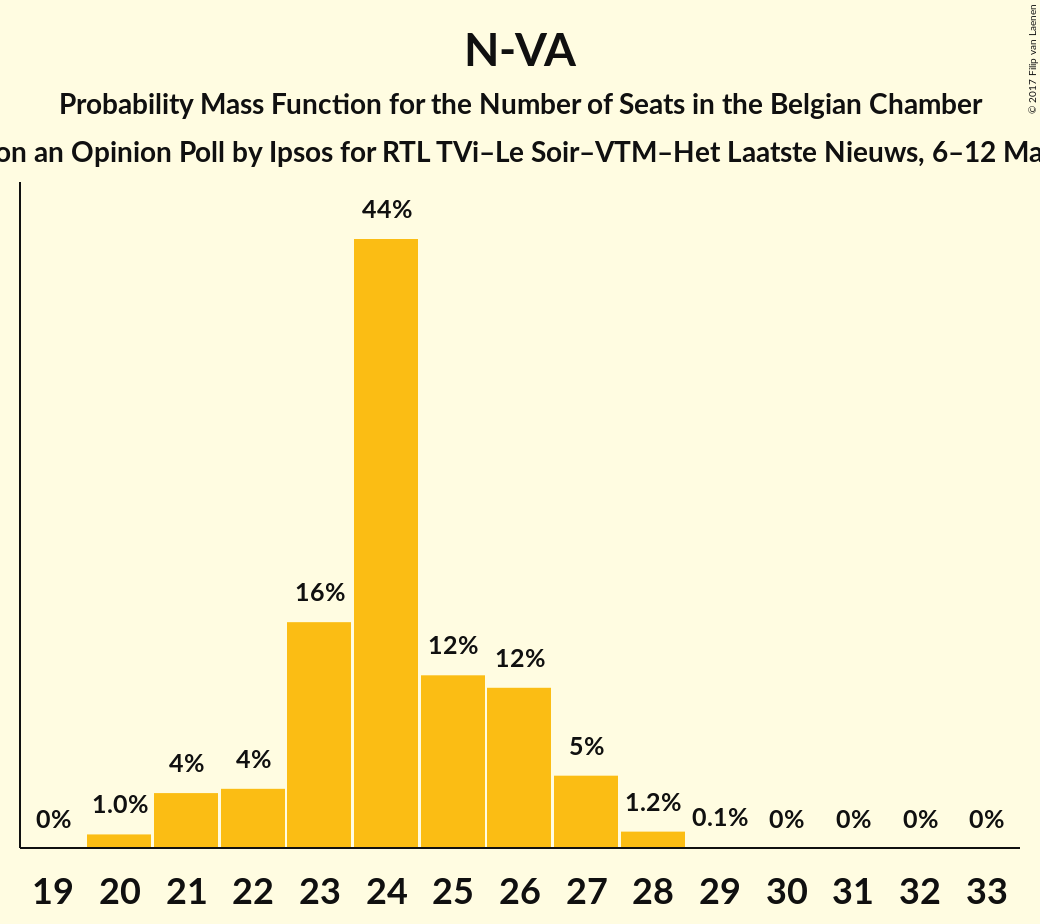 N-VA
Probability Mass Function for the Number of Seats in the Belgian Chamber
on an Opinion Poll by Ipsos for RTL TVi–Le Soir–VTM–Het Laatste Nieuws, 6–12 Ma
© 2017 Filip van Laenen
0% 1.0% 4% 4% 16% 44% 12% 12% 5% 1.2% 0.1% 0% 0% 0% 0%
19 20 21 22 23 24 25 26 27 28 29 30 31 32 33